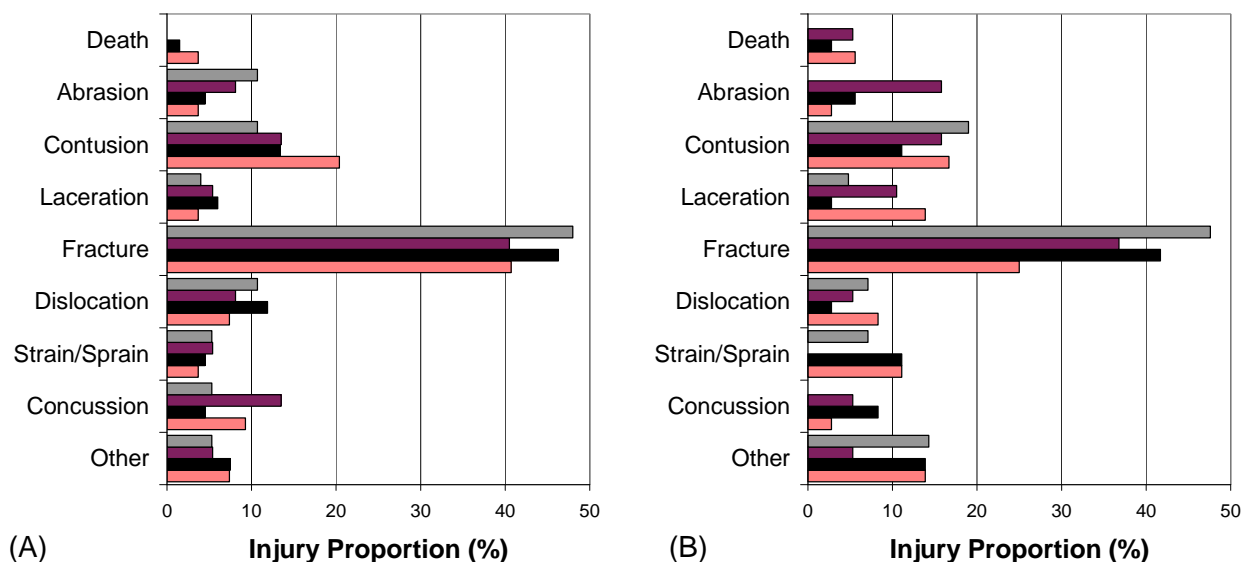 Death
Abrasion
Contusion
Laceration
Fracture
Dislocation
Strain/Sprain
Concussion
Other
0 10 20 30 40 50
(A) Injury Proportion (%)
Death
Abrasion
Contusion
Laceration
Fracture
Dislocation
Strain/Sprain
Concussion
Other
0 10 20 30 40 50
(B) Injury Proportion (%)